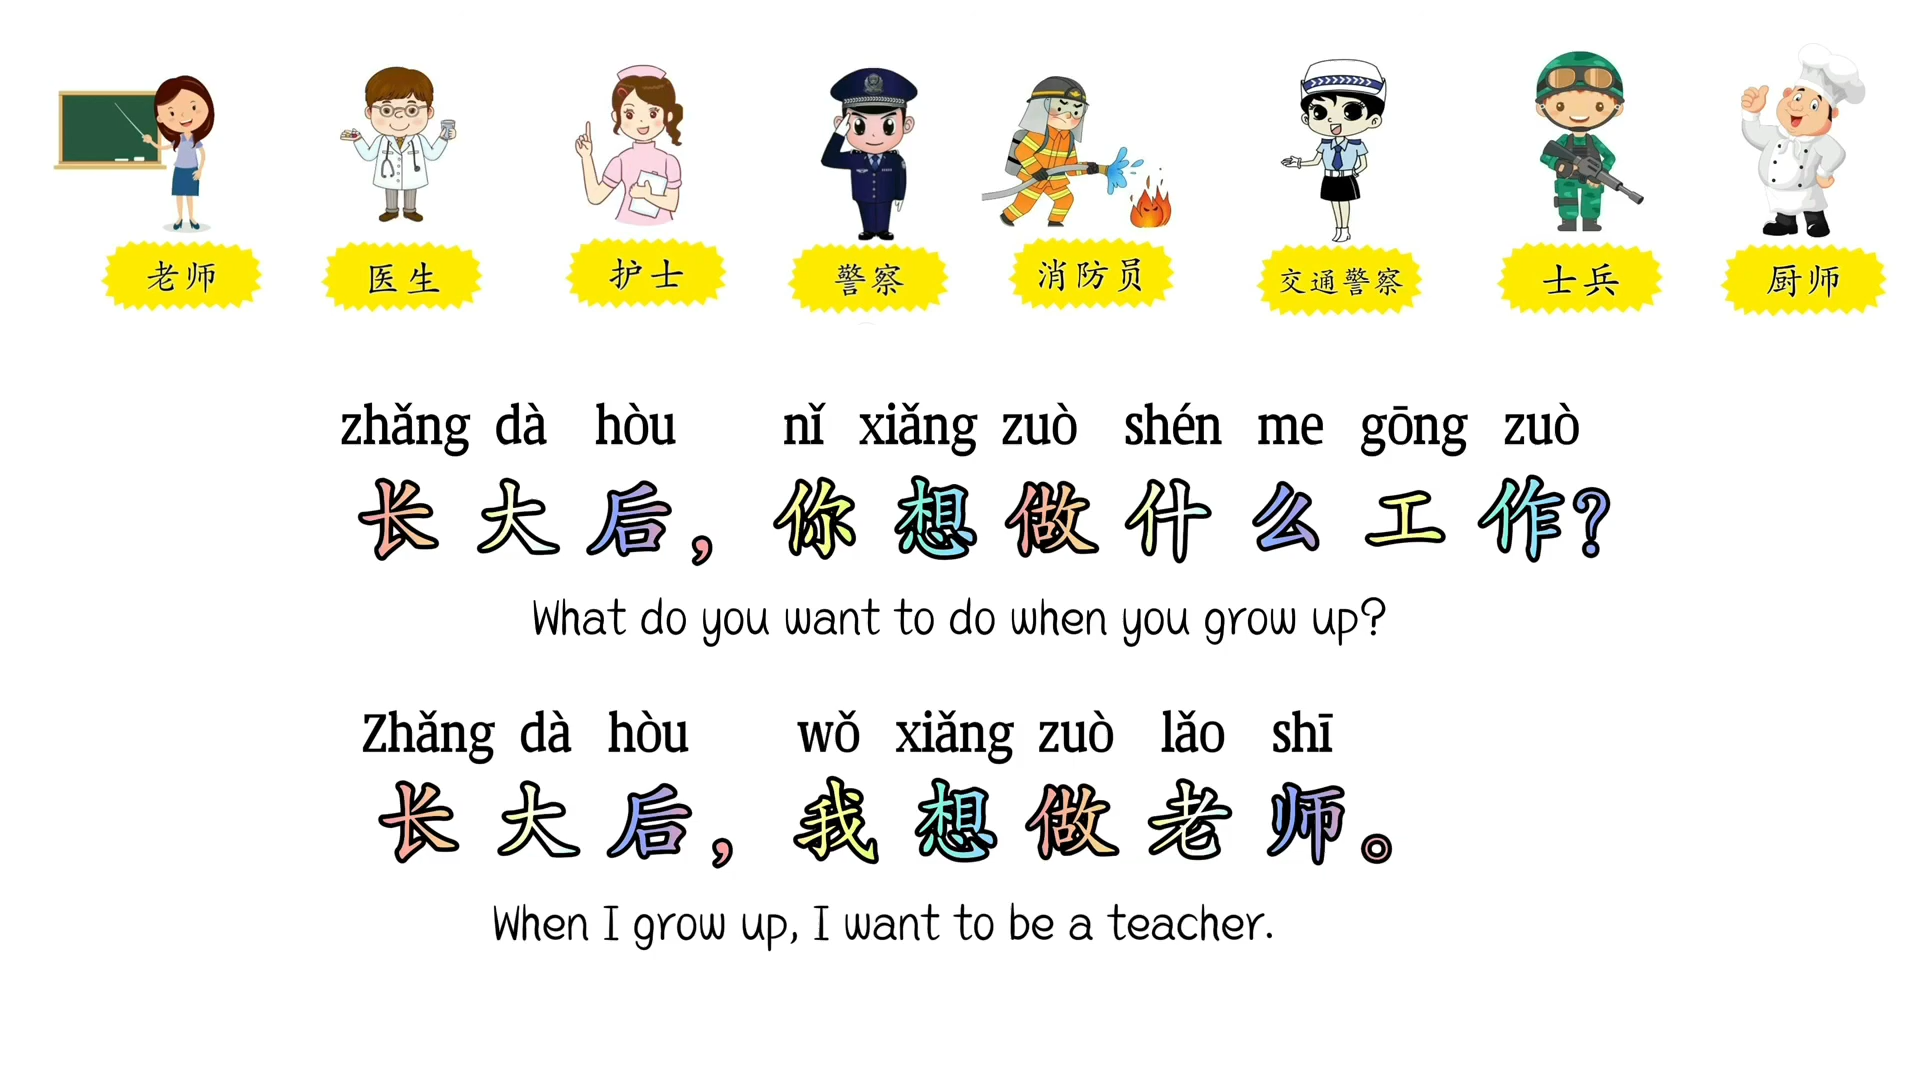 老师 医生 护士 警察 消防员 交通警察 士兵 厨师
zhǎng dà hòu nǐ xiǎng zuò shén me gōng zuò
长大后，你想做什么工作？
What do you want to do when you grow up?
Zhǎng dà hòu wǒ xiǎng zuò lǎo shī
长大后，我想做老师。
When I grow up, I want to be a teacher.